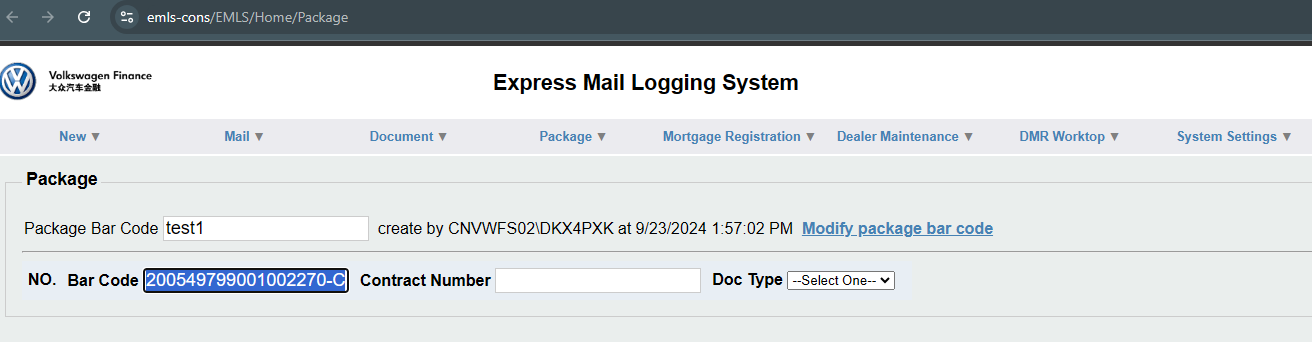 emls-cons/EMLS/Home/Package
Volkswagen Finance
大众汽车金融
Express Mail Logging System
New ▼ Mail ▼ Document ▼ Package ▼ Mortgage Registration ▼ Dealer Maintenance ▼ DMR Worktop ▼ System Settings ▼
Package
Package Bar Code test1 create by CNVWFS02\DKX4PXK at 9/23/2024 1:57:02 PM Modify package bar code
NO. Bar Code 200549799001002270-C Contract Number Doc Type --Select One--